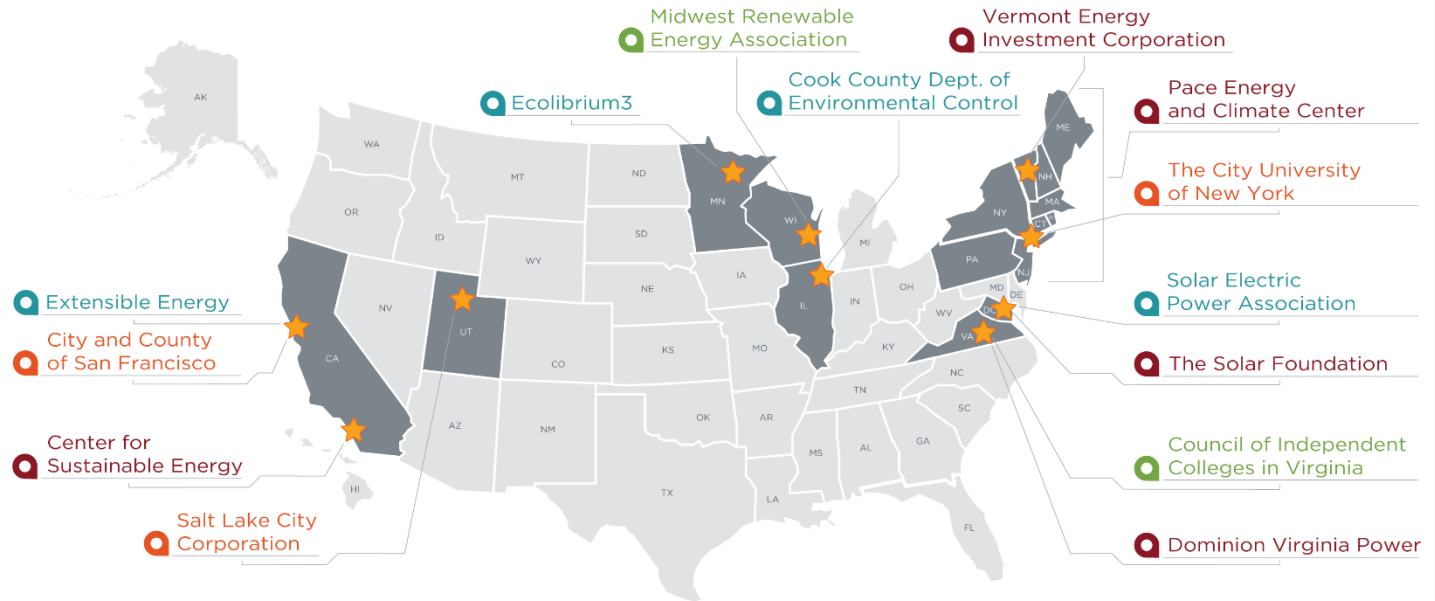 Midwest Renewable
Energy Association
Vermont Energy
Investment Corporation
Ecolibrium3
Cook County Dept. of
Environmental Control
Pace Energy
and Climate Center
The City University
of New York
Extensible Energy
City and County
of San Francisco
Solar Electric
Power Association
The Solar Foundation
Center for
Sustainable Energy
Council of Independent
Colleges in Virginia
Salt Lake City
Corporation
Dominion Virginia Power
AK
WA
MT
ND
MN
ME
NH
OR
ID
SD
WI
MI
NY
MA
CT
WY
IA
PA
NJ
NV
NE
IL
IN
OH
MD
DE
UT
CO
WV
DC
CA
KS
MO
KY
VA
AZ
NM
OK
AR
TN
NC
SC
MS
AL
GA
HI
TX
LA
FL